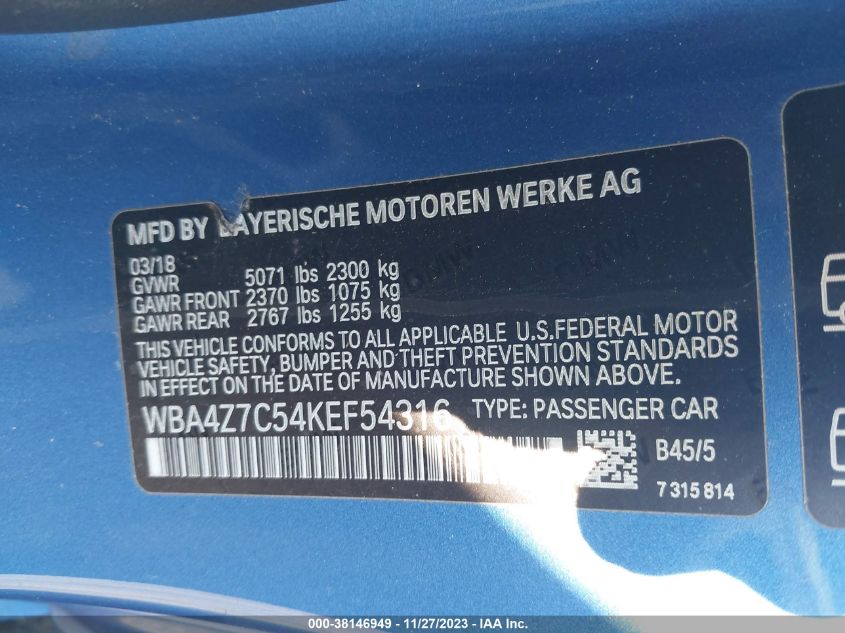 MFD BY BAYERISCHE MOTOREN WERKE AG
03/18
GVWR 5071 lbs 2300 kg
GAWR FRONT 2370 lbs 1075 kg
GAWR REAR 2767 lbs 1255 kg
THIS VEHICLE CONFORMS TO ALL APPLICABLE U.S.FEDERAL MOTOR
VEHICLE SAFETY, BUMPER AND THEFT PREVENTION STANDARDS
IN EFFECT ON THE DATE OF MANUFACTURE SHOWN ABOVE.
WBA4Z7C54KEF54316 TYPE: PASSENGER CAR
B45/5
7 315 814
000-38146949 - 11/27/2023 - IAA Inc.